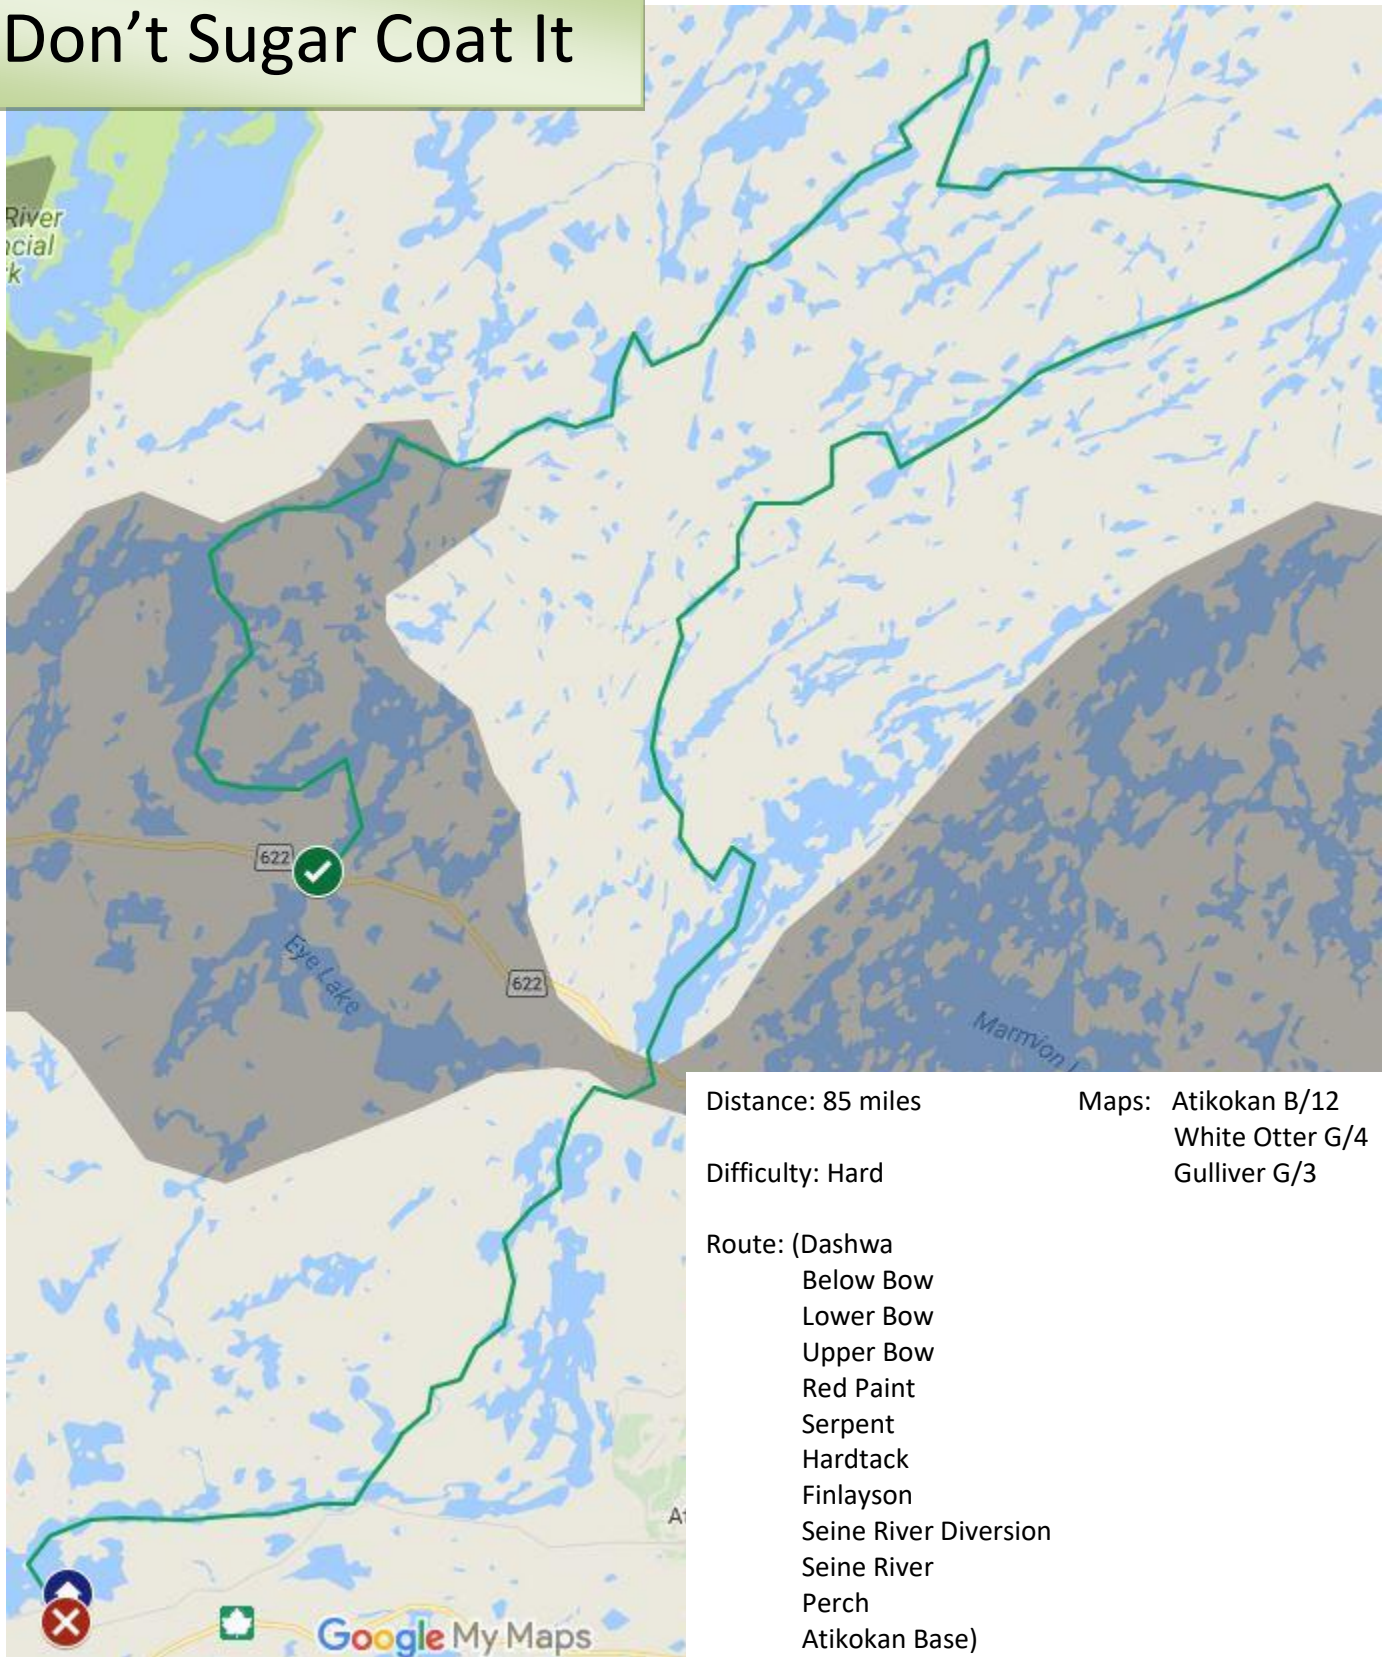 Don't Sugar Coat It
River
k
622
622
Eye Lake
Distance: 85 miles
Maps: Atikokan B/12
White Otter G/4
Difficulty: Hard
Gulliver G/3
Route: (Dashwa
Below Bow
Lower Bow
Upper Bow
Red Paint
Serpent
Hardtack
Finlayson
Seine River Diversion
Seine River
Perch
Atikokan Base)
Google My Maps